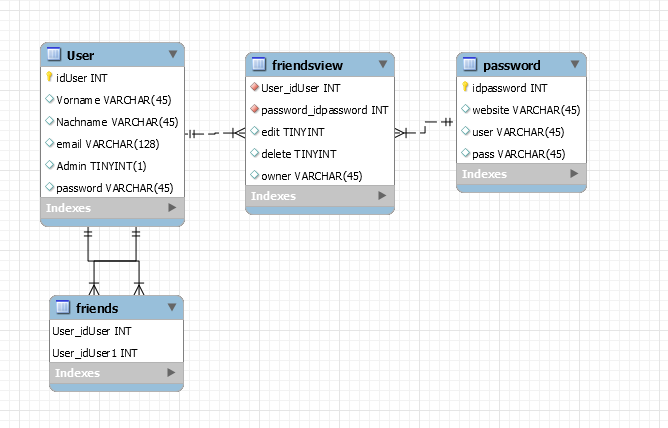 User
idUser INT
Vorname VARCHAR(45)
Nachname VARCHAR(45)
email VARCHAR(128)
Admin TINYINT(1)
password VARCHAR(45)
Indexes
friendsview
User_idUser INT
password_idpassword INT
edit TINYINT
delete TINYINT
owner VARCHAR(45)
Indexes
password
idpassword INT
website VARCHAR(45)
user VARCHAR(45)
pass VARCHAR(45)
Indexes
friends
User_idUser INT
User_idUser1 INT
Indexes